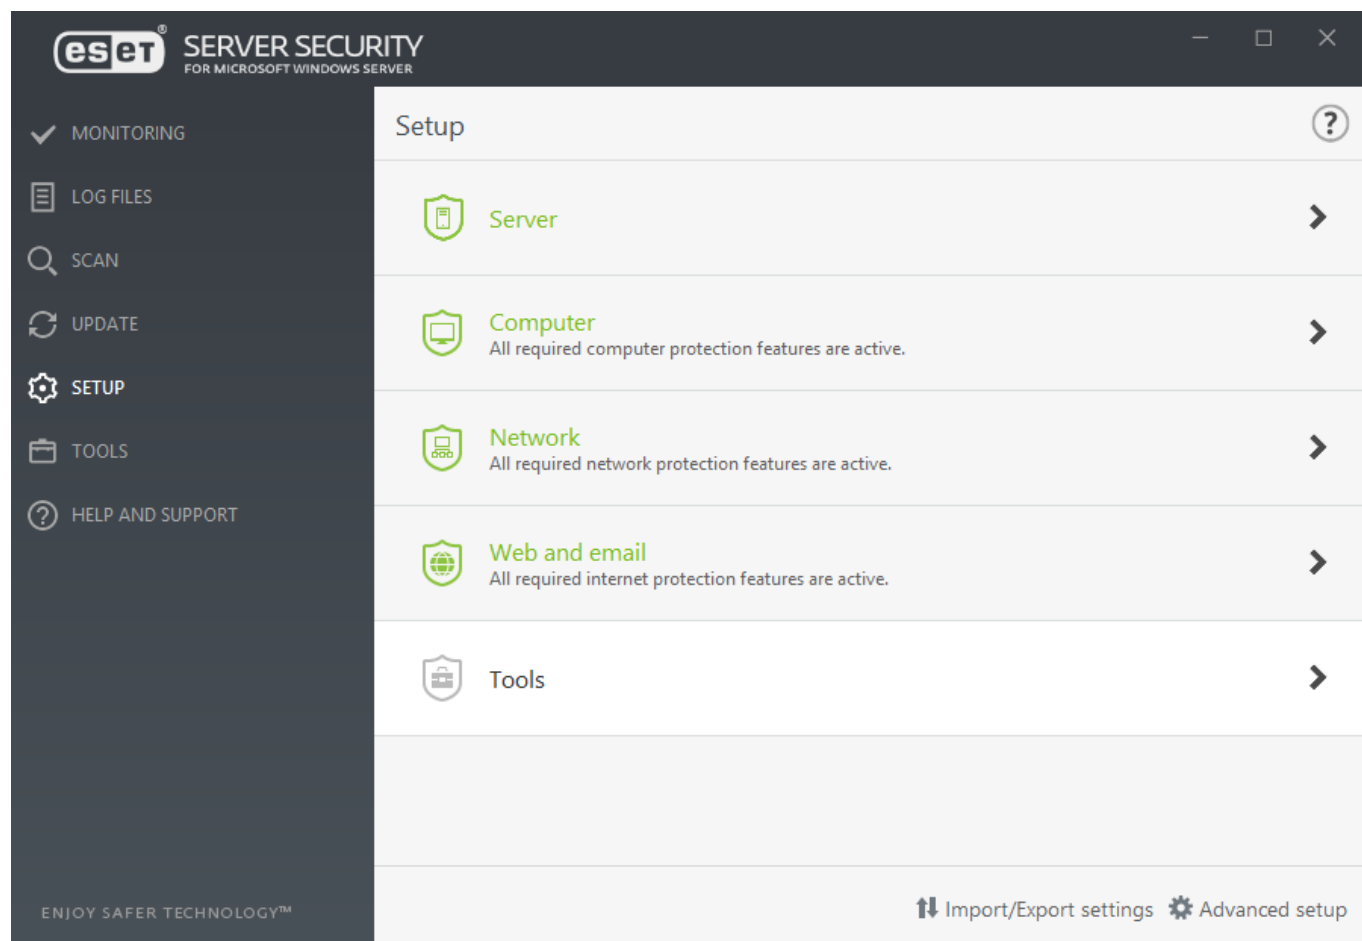 eset® SERVER SECURITY
FOR MICROSOFT WINDOWS SERVER
MONITORING
LOG FILES
SCAN
UPDATE
SETUP
TOOLS
HELP AND SUPPORT
ENJOY SAFER TECHNOLOGY™
Setup
?
Server
Computer
All required computer protection features are active.
Network
All required network protection features are active.
Web and email
All required internet protection features are active.
Tools
Import/Export settings Advanced setup